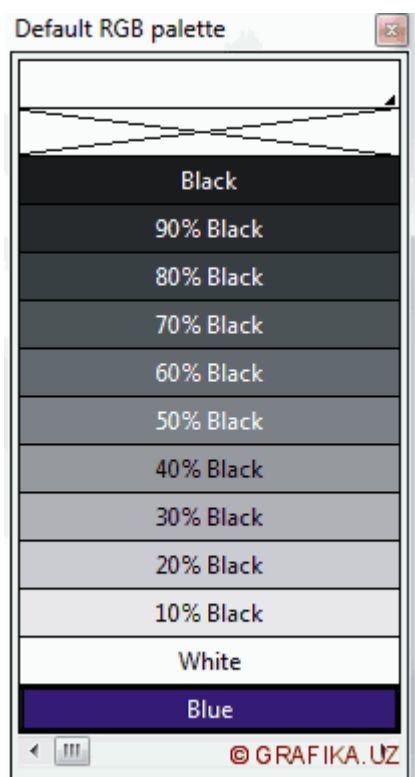 Default RGB palette
Black
90% Black
80% Black
70% Black
60% Black
50% Black
40% Black
30% Black
20% Black
10% Black
White
Blue
© GRAFIKA.UZ